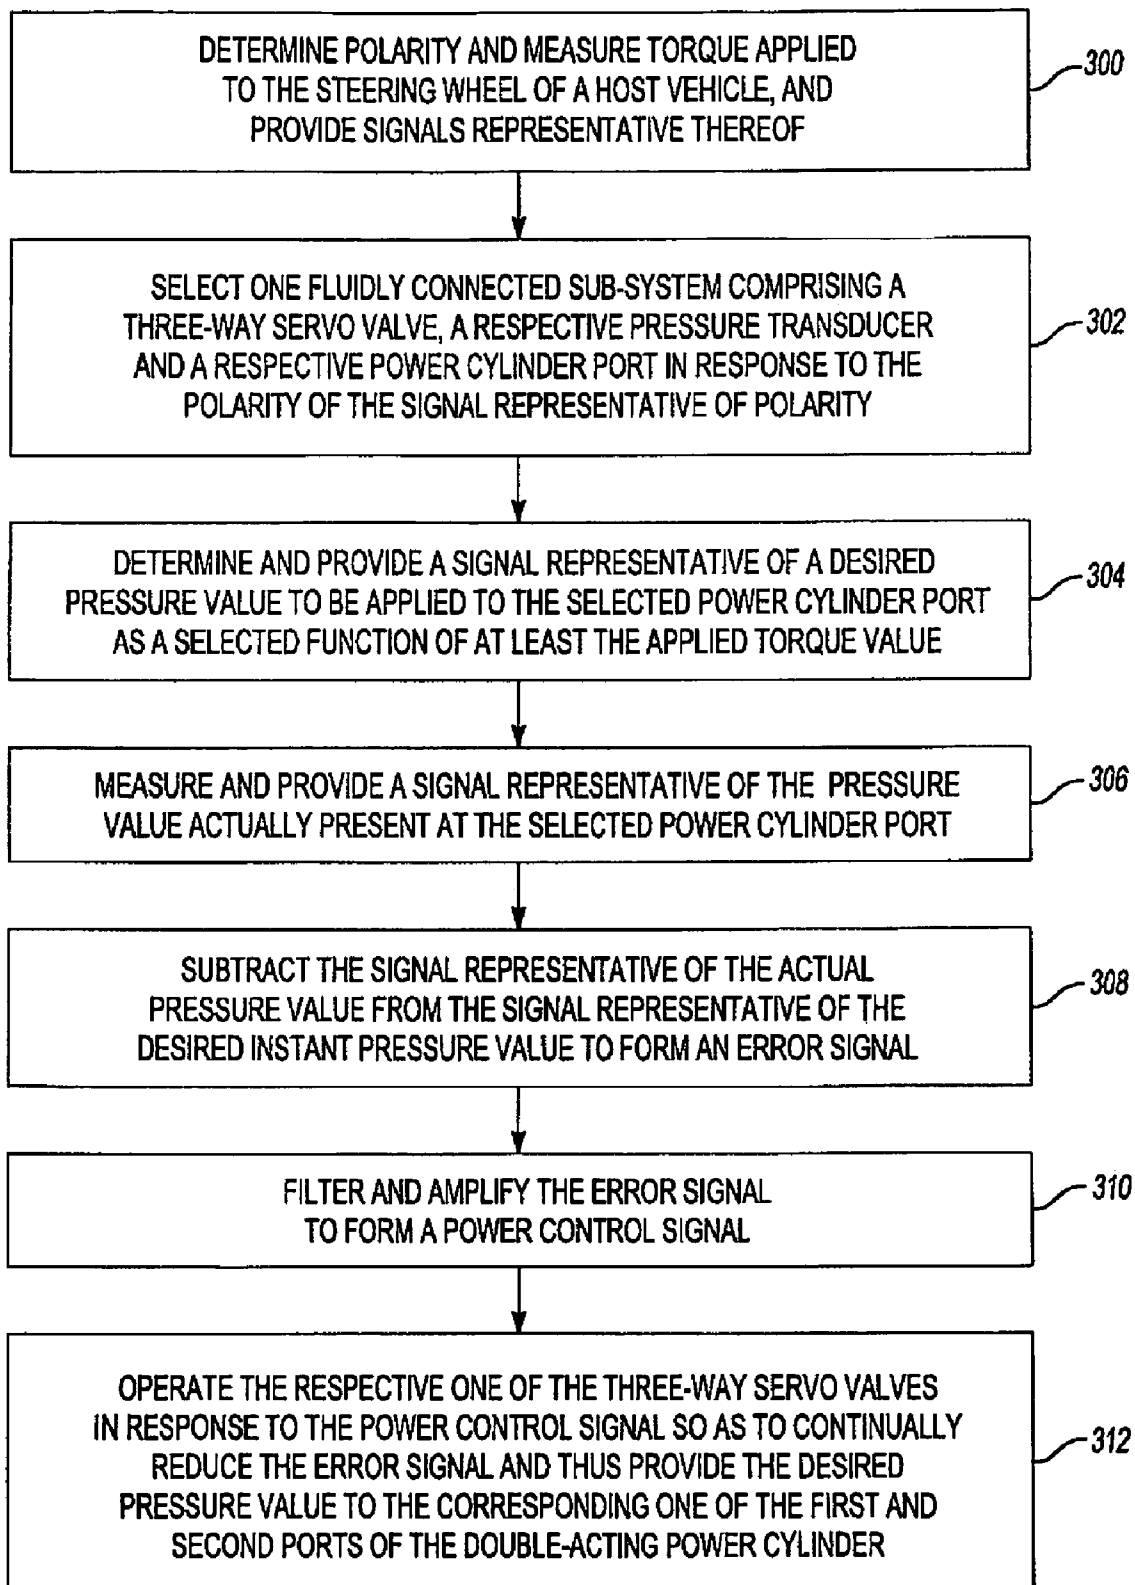 DETERMINE POLARITY AND MEASURE TORQUE APPLIED
TO THE STEERING WHEEL OF A HOST VEHICLE, AND
PROVIDE SIGNALS REPRESENTATIVE THEREOF
300
SELECT ONE FLUIDLY CONNECTED SUB-SYSTEM COMPRISING A
THREE-WAY SERVO VALVE, A RESPECTIVE PRESSURE TRANSDUCER
AND A RESPECTIVE POWER CYLINDER PORT IN RESPONSE TO THE
POLARITY OF THE SIGNAL REPRESENTATIVE OF POLARITY
302
DETERMINE AND PROVIDE A SIGNAL REPRESENTATIVE OF A DESIRED
PRESSURE VALUE TO BE APPLIED TO THE SELECTED POWER CYLINDER PORT
AS A SELECTED FUNCTION OF AT LEAST THE APPLIED TORQUE VALUE
304
MEASURE AND PROVIDE A SIGNAL REPRESENTATIVE OF THE PRESSURE
VALUE ACTUALLY PRESENT AT THE SELECTED POWER CYLINDER PORT
306
SUBTRACT THE SIGNAL REPRESENTATIVE OF THE ACTUAL
PRESSURE VALUE FROM THE SIGNAL REPRESENTATIVE OF THE
DESIRED INSTANT PRESSURE VALUE TO FORM AN ERROR SIGNAL
308
FILTER AND AMPLIFY THE ERROR SIGNAL
TO FORM A POWER CONTROL SIGNAL
310
OPERATE THE RESPECTIVE ONE OF THE THREE-WAY SERVO VALVES
IN RESPONSE TO THE POWER CONTROL SIGNAL SO AS TO CONTINUALLY
REDUCE THE ERROR SIGNAL AND THUS PROVIDE THE DESIRED
PRESSURE VALUE TO THE CORRESPONDING ONE OF THE FIRST AND
SECOND PORTS OF THE DOUBLE-ACTING POWER CYLINDER
312